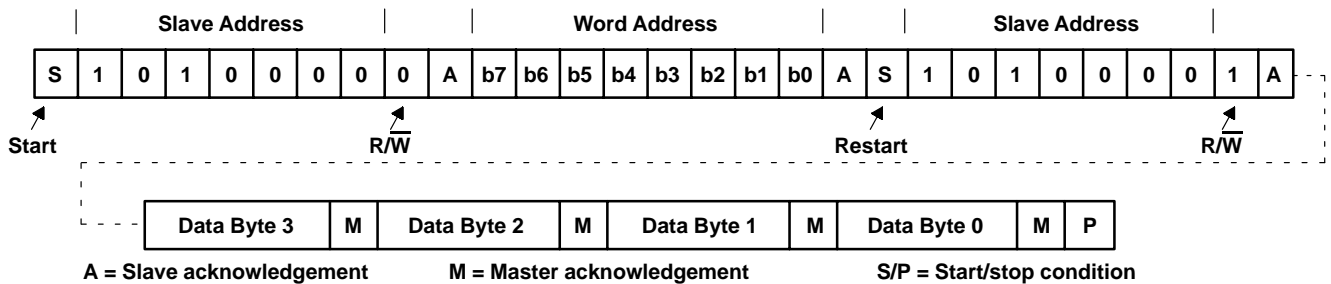 Slave Address Word Address Slave Address
S 1 0 1 0 0 0 0 0 A b7 b6 b5 b4 b3 b2 b1 b0 A S 1 0 1 0 0 0 0 1 A
Start R/W̅ Restart R/W̅
Data Byte 3 M Data Byte 2 M Data Byte 1 M Data Byte 0 M P
A = Slave acknowledgement M = Master acknowledgement S/P = Start/stop condition